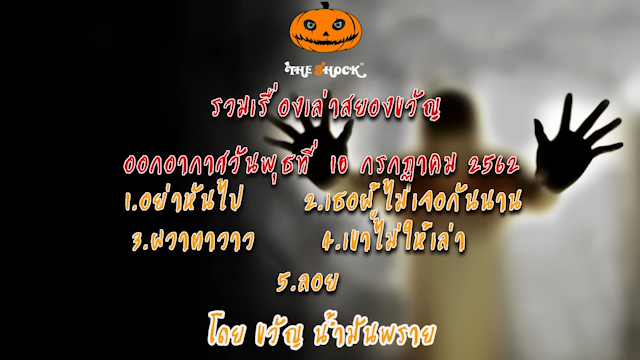 THE SHOCK
รวมเรื่องเล่าสยองขวัญ
ออกอากาศวันพุธที่ 10 กรกฎาคม 2562
1.อย่าหันไป 2.เธอผู้ไม่เจอกันนาน
3.ผวาตาวาว 4.เขาไม่ให้เล่า
5.ลอย
โดย ขวัญ น้ำมันพราย